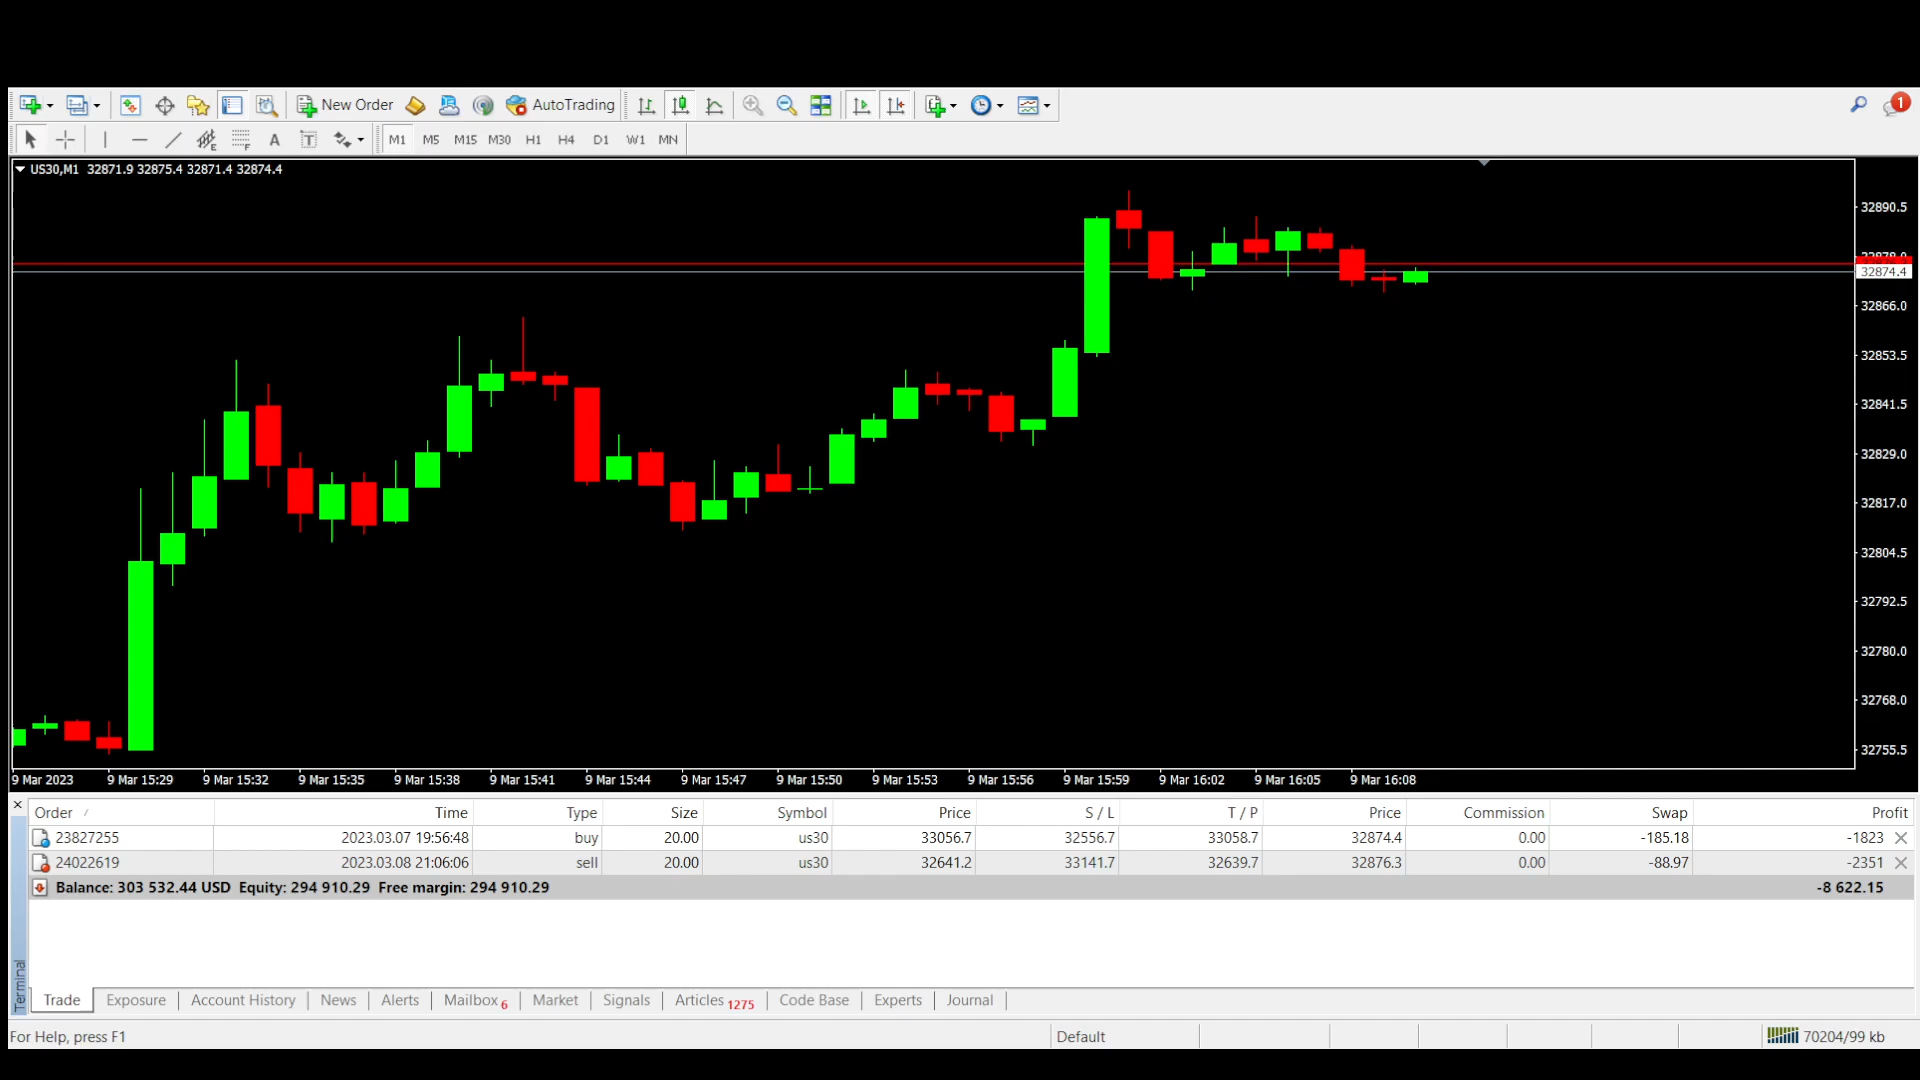 New Order AutoTrading 1
A T M1 M5 M15 M30 H1 H4 D1 W1 MN
US30,M1 32871.9 32875.4 32871.4 32874.4
32890.5
32874.4
32866.0
32853.5
32841.5
32829.0
32817.0
32804.5
32792.5
32780.0
32768.0
32755.5
9 Mar 2023 9 Mar 15:29 9 Mar 15:32 9 Mar 15:35 9 Mar 15:38 9 Mar 15:41 9 Mar 15:44 9 Mar 15:47 9 Mar 15:50 9 Mar 15:53 9 Mar 15:56 9 Mar 15:59 9 Mar 16:02 9 Mar 16:05 9 Mar 16:08
Order / Time Type Size Symbol Price S / L T / P Price Commission Swap Profit
23827255 2023.03.07 19:56:48 buy 20.00 us30 33056.7 32556.7 33058.7 32874.4 0.00 -185.18 -1823
24022619 2023.03.08 21:06:06 sell 20.00 us30 32641.2 33141.7 32639.7 32876.3 0.00 -88.97 -2351
Balance: 303 532.44 USD Equity: 294 910.29 Free margin: 294 910.29 -8 622.15
Terminal
Trade Exposure Account History News Alerts Mailbox 6 Market Signals Articles 1275 Code Base Experts Journal
For Help, press F1 Default 70204/99 kb